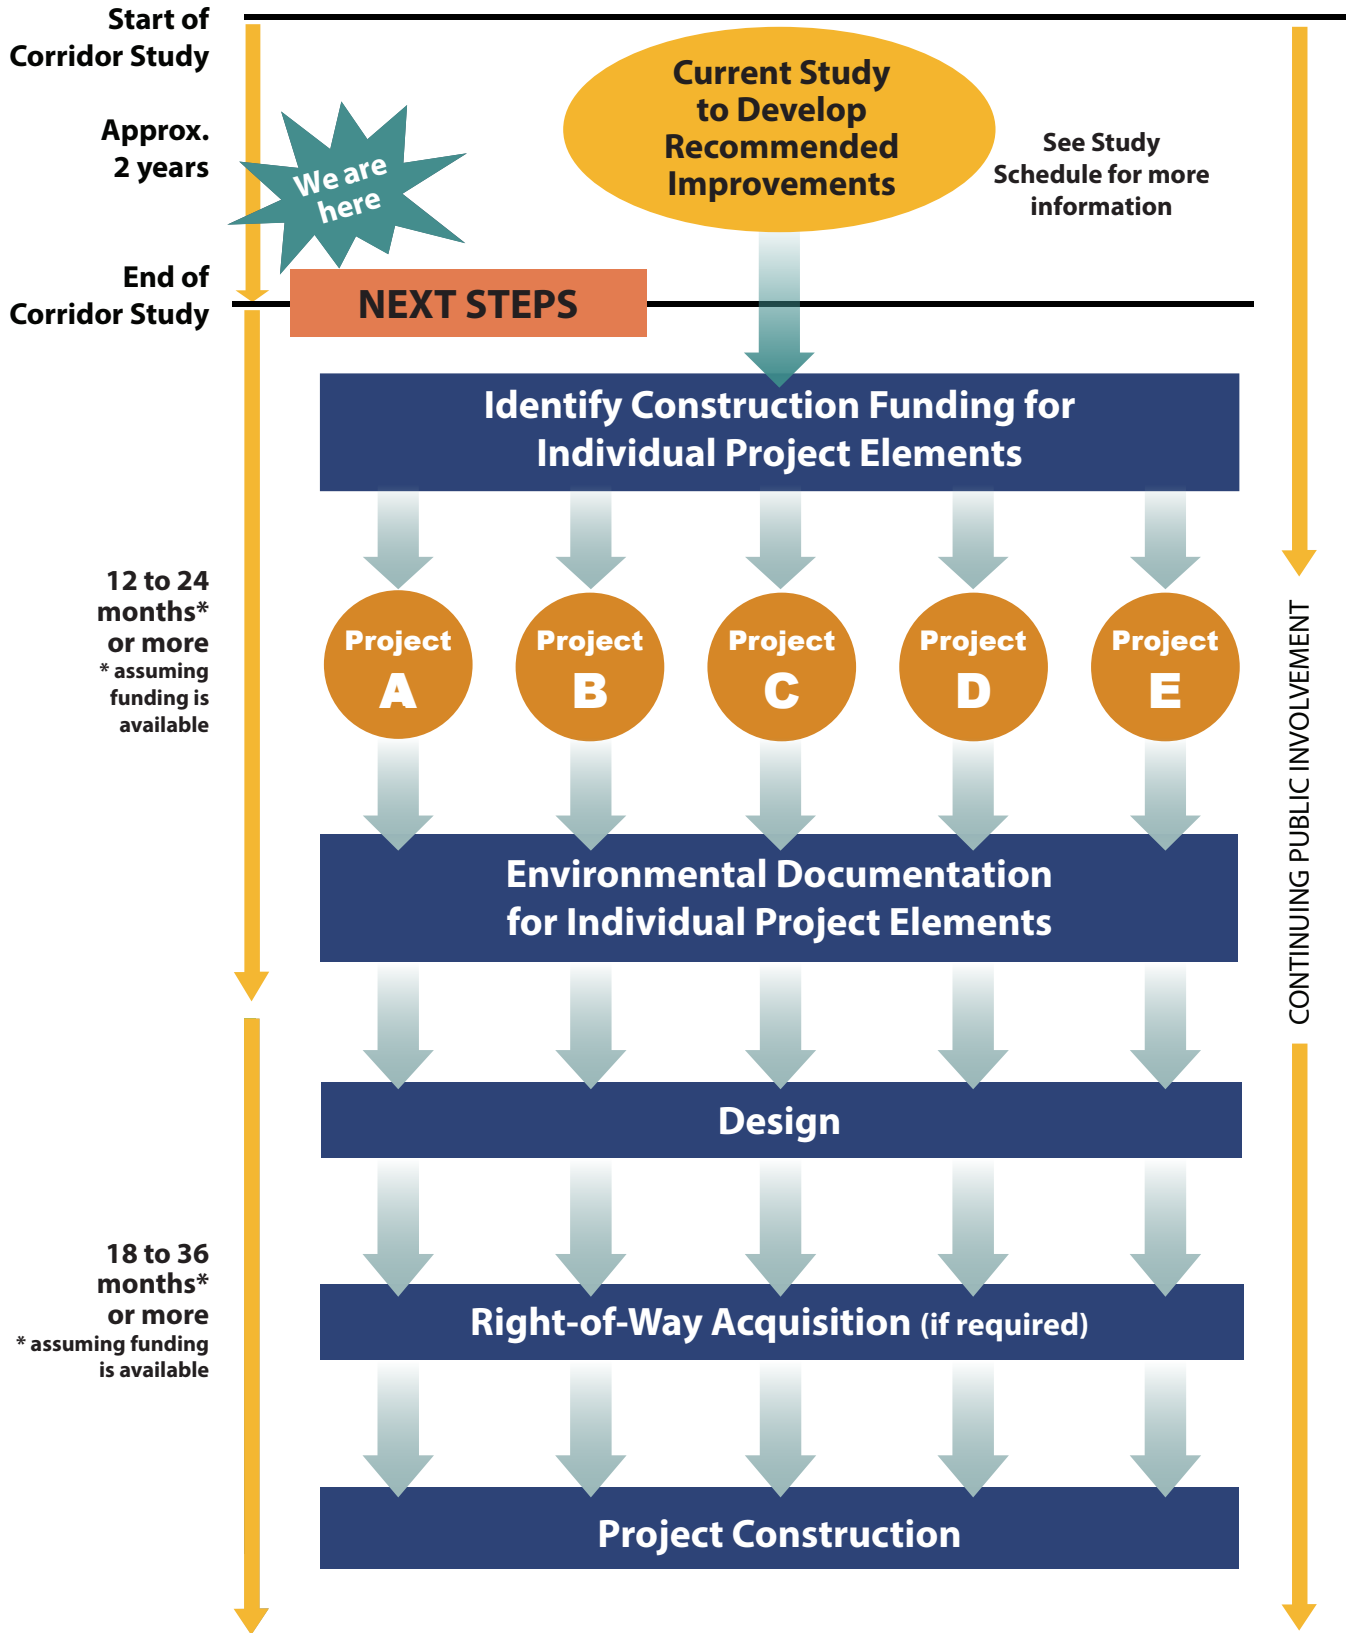 Start of
Corridor Study
Approx.
2 years
We are
here
Current Study
to Develop
Recommended
Improvements
See Study
Schedule for more
information
End of
Corridor Study
NEXT STEPS
Identify Construction Funding for
Individual Project Elements
12 to 24
months*
or more
* assuming
funding is
available
Project
A
Project
B
Project
C
Project
D
Project
E
CONTINUING PUBLIC INVOLVEMENT
Environmental Documentation
for Individual Project Elements
Design
18 to 36
months*
or more
* assuming funding
is available
Right-of-Way Acquisition (if required)
Project Construction